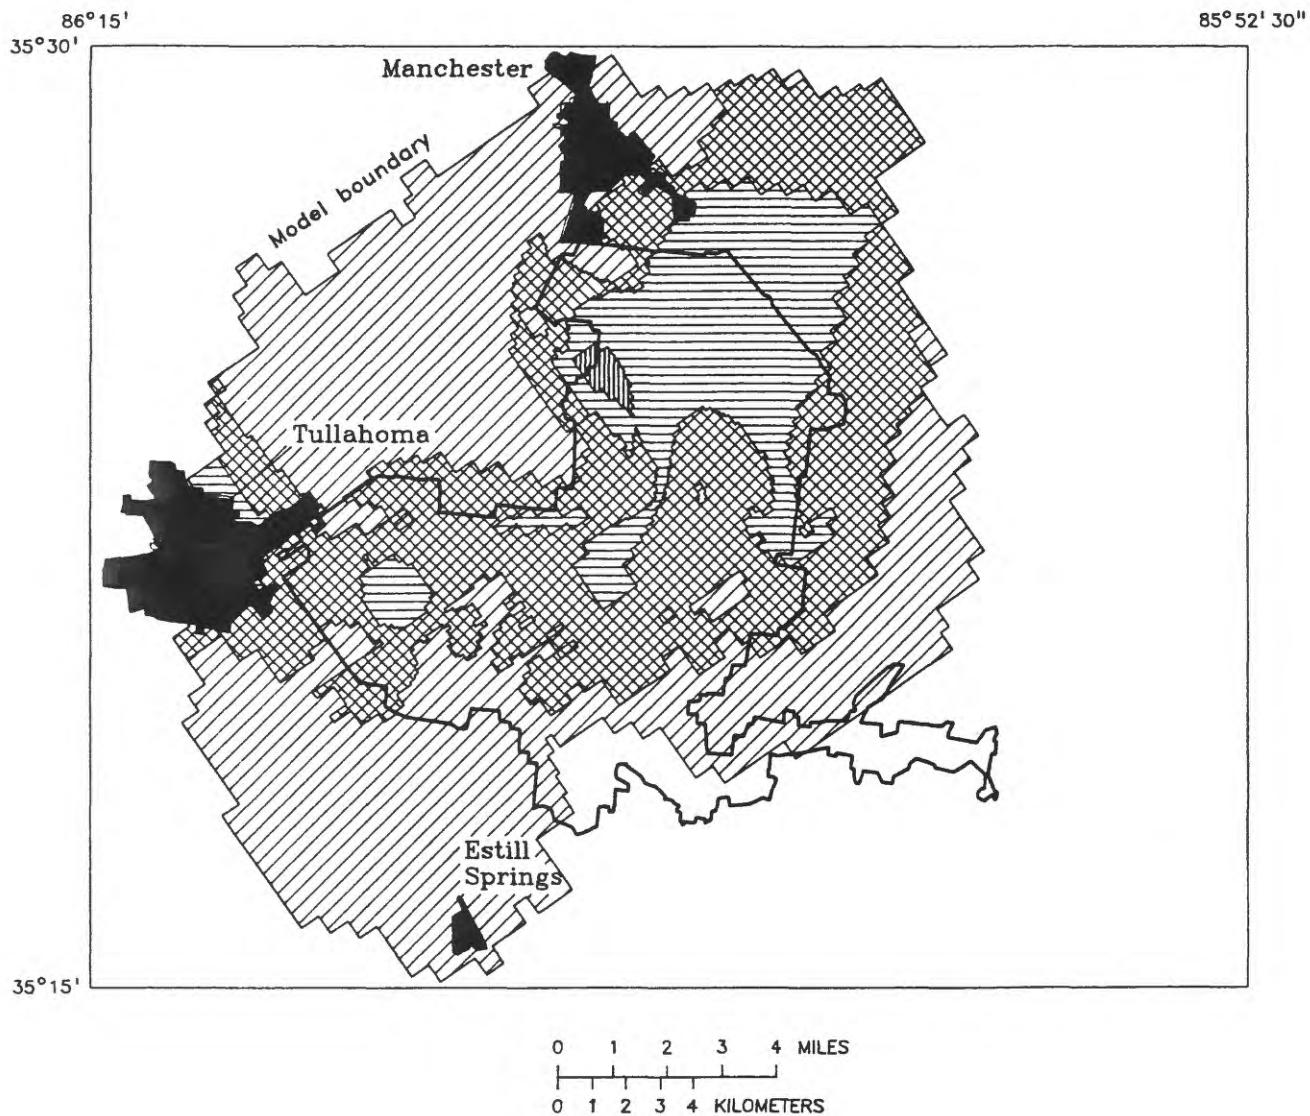 86°15'
85°52'30"
35°30'
Manchester
Model boundary
Tullahoma
Estill
Springs
35°15'
0 1 2 3 4 MILES
0 1 2 3 4 KILOMETERS